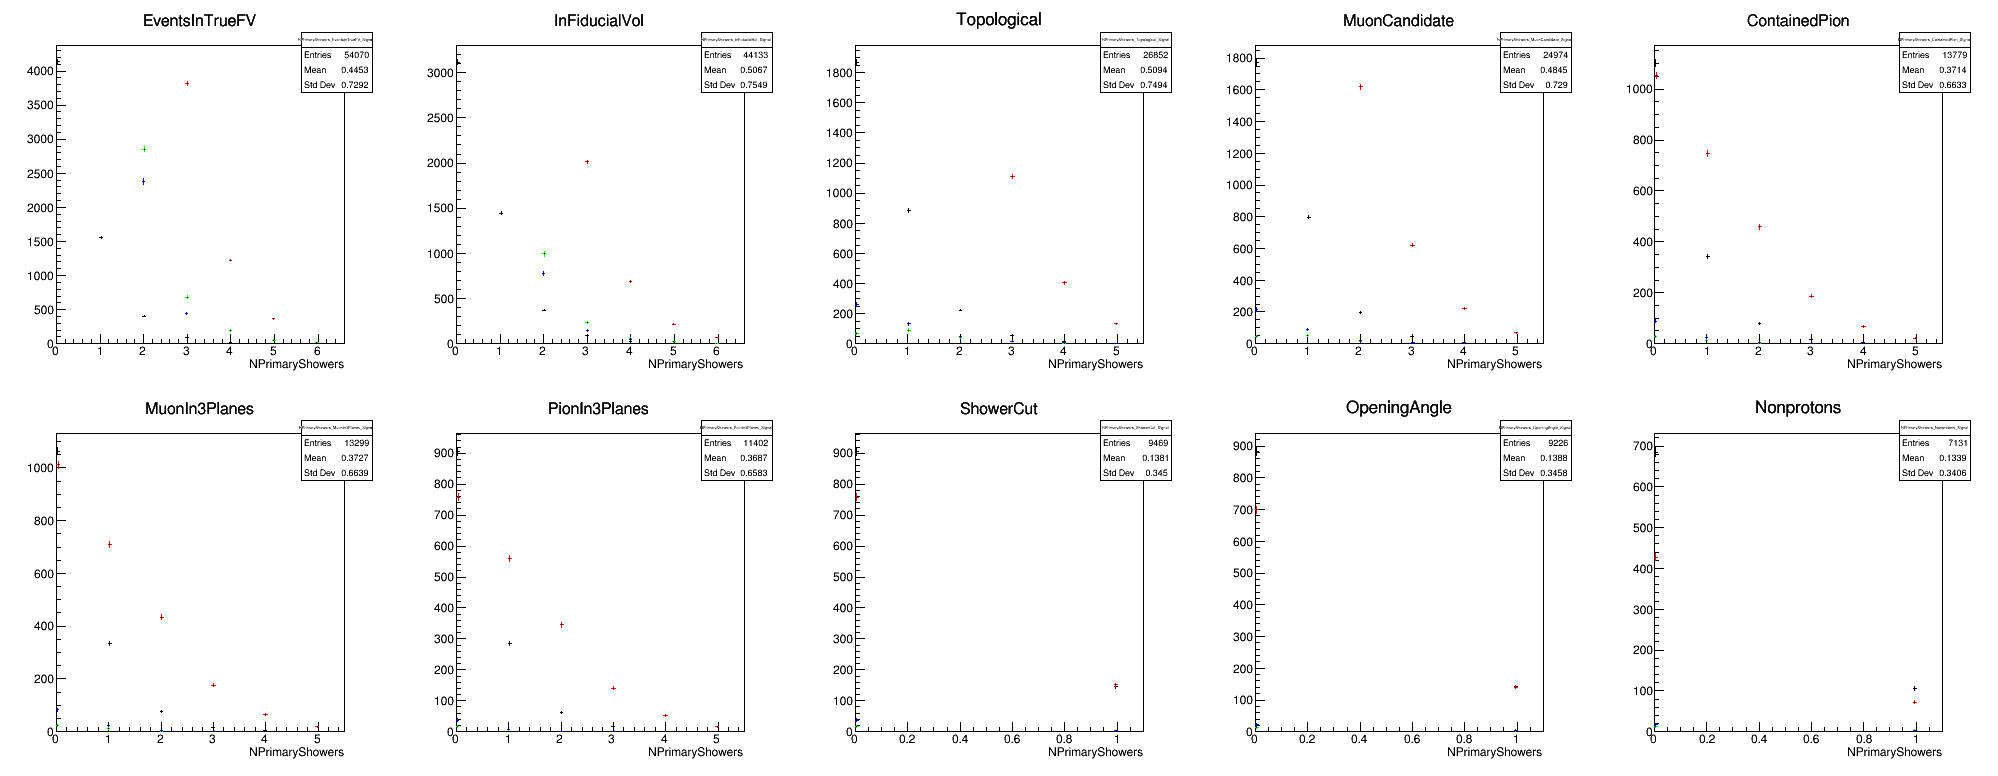 EventsInTrueFV
NPrimaryShowers_EventsInTrueFV_Signal
Entries 54070
Mean 0.4453
Std Dev 0.7292
4000
3500
3000
2500
2000
1500
1000
500
0
0 1 2 3 4 5 6
NPrimaryShowers
InFiducialVol
NPrimaryShowers_InFiducialVol_Signal
Entries 44133
Mean 0.5067
Std Dev 0.7549
3000
2500
2000
1500
1000
500
0
0 1 2 3 4 5 6
NPrimaryShowers
Topological
NPrimaryShowers_Topological_Signal
Entries 26852
Mean 0.5094
Std Dev 0.7494
1800
1600
1400
1200
1000
800
600
400
200
0
0 1 2 3 4 5
NPrimaryShowers
MuonCandidate
NPrimaryShowers_MuonCandidate_Signal
Entries 24974
Mean 0.4845
Std Dev 0.729
1800
1600
1400
1200
1000
800
600
400
200
0
0 1 2 3 4 5
NPrimaryShowers
ContainedPion
NPrimaryShowers_ContainedPion_Signal
Entries 13779
Mean 0.3714
Std Dev 0.6633
1000
800
600
400
200
0
0 1 2 3 4 5
NPrimaryShowers
MuonIn3Planes
NPrimaryShowers_MuonIn3Planes_Signal
Entries 13299
Mean 0.3727
Std Dev 0.6639
1000
800
600
400
200
0
0 1 2 3 4 5
NPrimaryShowers
PionIn3Planes
NPrimaryShowers_PionIn3Planes_Signal
Entries 11402
Mean 0.3687
Std Dev 0.6583
900
800
700
600
500
400
300
200
100
0
0 1 2 3 4 5
NPrimaryShowers
ShowerCut
NPrimaryShowers_ShowerCut_Signal
Entries 9469
Mean 0.1381
Std Dev 0.345
900
800
700
600
500
400
300
200
100
0
0 0.2 0.4 0.6 0.8 1
NPrimaryShowers
OpeningAngle
NPrimaryShowers_OpeningAngle_Signal
Entries 9226
Mean 0.1388
Std Dev 0.3458
900
800
700
600
500
400
300
200
100
0
0 0.2 0.4 0.6 0.8 1
NPrimaryShowers
Nonprotons
NPrimaryShowers_Nonprotons_Signal
Entries 7131
Mean 0.1339
Std Dev 0.3406
700
600
500
400
300
200
100
0
0 0.2 0.4 0.6 0.8 1
NPrimaryShowers